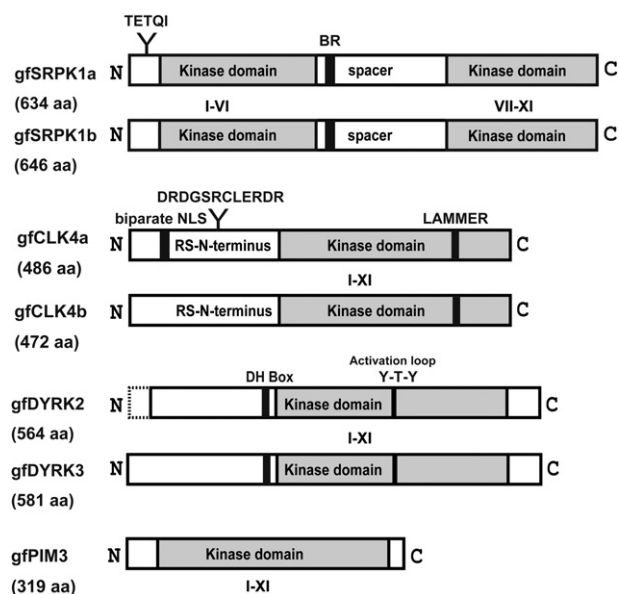 TETQI
BR
gfSRPK1a N Kinase domain spacer Kinase domain C
(634 aa)
I-VI VII-XI
gfSRPK1b N Kinase domain spacer Kinase domain C
(646 aa)
DRDGSRCLERDR
biparate NLS LAMMER
gfCLK4a N RS-N-terminus Kinase domain C
(486 aa)
I-XI
gfCLK4b N RS-N-terminus Kinase domain C
(472 aa)
Activation loop
DH Box Y-T-Y
gfDYRK2 N Kinase domain C
(564 aa)
I-XI
gfDYRK3 N Kinase domain C
(581 aa)
gfPIM3 N Kinase domain C
(319 aa)
I-XI